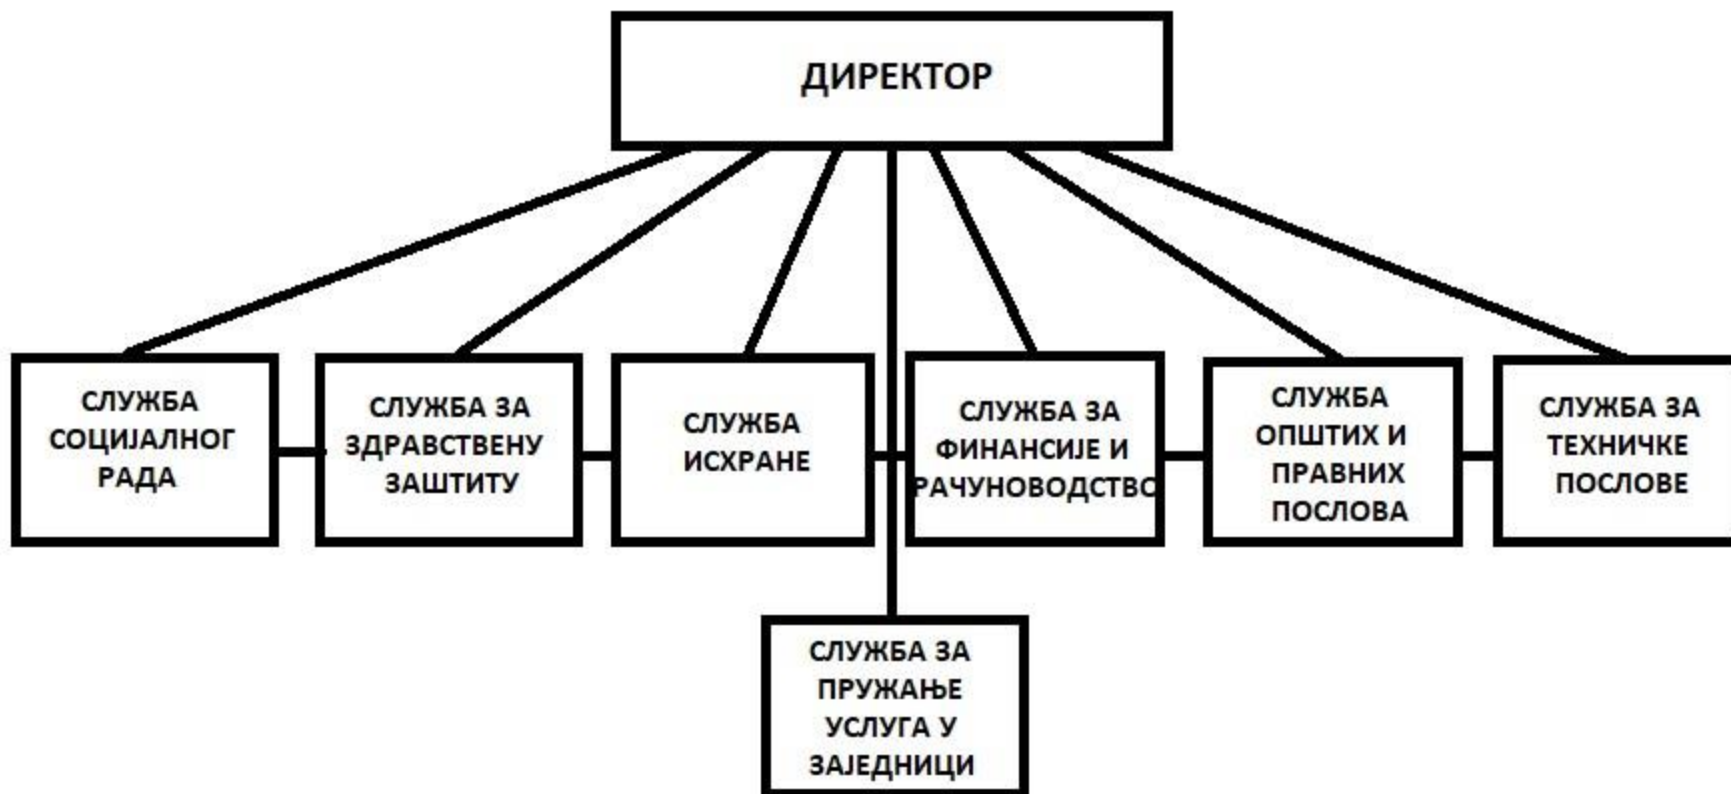 ДИРЕКТОР
СЛУЖБА
СОЦИЈАЛНОГ
РАДА
СЛУЖБА ЗА
ЗДРАВСТВЕНУ
ЗАШТИТУ
СЛУЖБА
ИСХРАНЕ
СЛУЖБА ЗА
ФИНАНСИЈЕ И
РАЧУНОВОДСТВО
СЛУЖБА
ОПШТИХ И
ПРАВНИХ
ПОСЛОВА
СЛУЖБА ЗА
ТЕХНИЧКЕ
ПОСЛОВЕ
СЛУЖБА ЗА
ПРУЖАЊЕ
УСЛУГА У
ЗАЈЕДНИЦИ